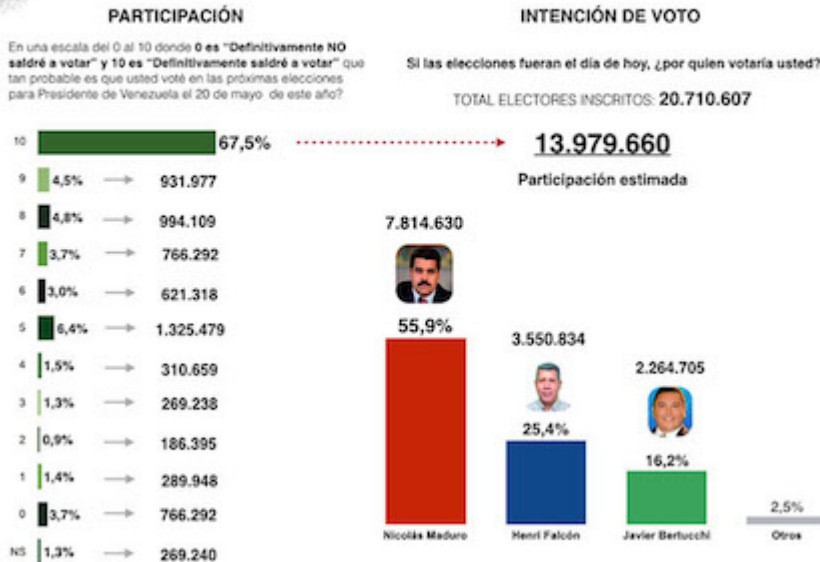 PARTICIPACIÓN
En una escala del 0 al 10 donde 0 es “Definitivamente NO
saldré a votar” y 10 es “Definitivamente saldré a votar” que
tan probable es que usted voté en las próximas elecciones
para Presidente de Venezuela el 20 de mayo de este año?
10 67,5%
9 4,5% 931.977
8 4,8% 994.109
7 3,7% 766.292
6 3,0% 621.318
5 6,4% 1.325.479
4 1,5% 310.659
3 1,3% 269.238
2 0,9% 186.395
1 1,4% 289.948
0 3,7% 766.292
NS 1,3% 269.240
INTENCIÓN DE VOTO
Si las elecciones fueran el día de hoy, ¿por quien votaría usted?
TOTAL ELECTORES INSCRITOS: 20.710.607
13.979.660
Participación estimada
7.814.630
55,9%
Nicolás Maduro
3.550.834
25,4%
Henri Falcón
2.264.705
16,2%
Javier Bertucchi
2,5%
Otros